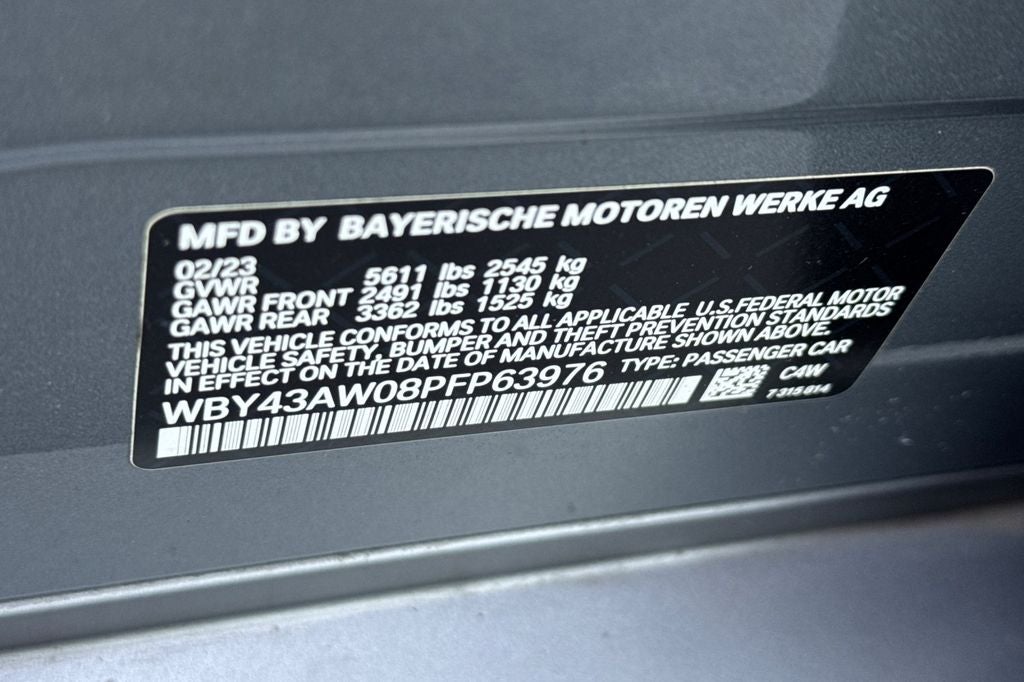 MFD BY BAYERISCHE MOTOREN WERKE AG
02/23
GVWR 5611 lbs 2545 kg
GAWR FRONT 2491 lbs 1130 kg
GAWR REAR 3362 lbs 1525 kg
THIS VEHICLE CONFORMS TO ALL APPLICABLE U.S.FEDERAL MOTOR
VEHICLE SAFETY, BUMPER AND THEFT PREVENTION STANDARDS
IN EFFECT ON THE DATE OF MANUFACTURE SHOWN ABOVE.
WBY43AW08PFP63976 TYPE: PASSENGER CAR
C4W
7 315 814